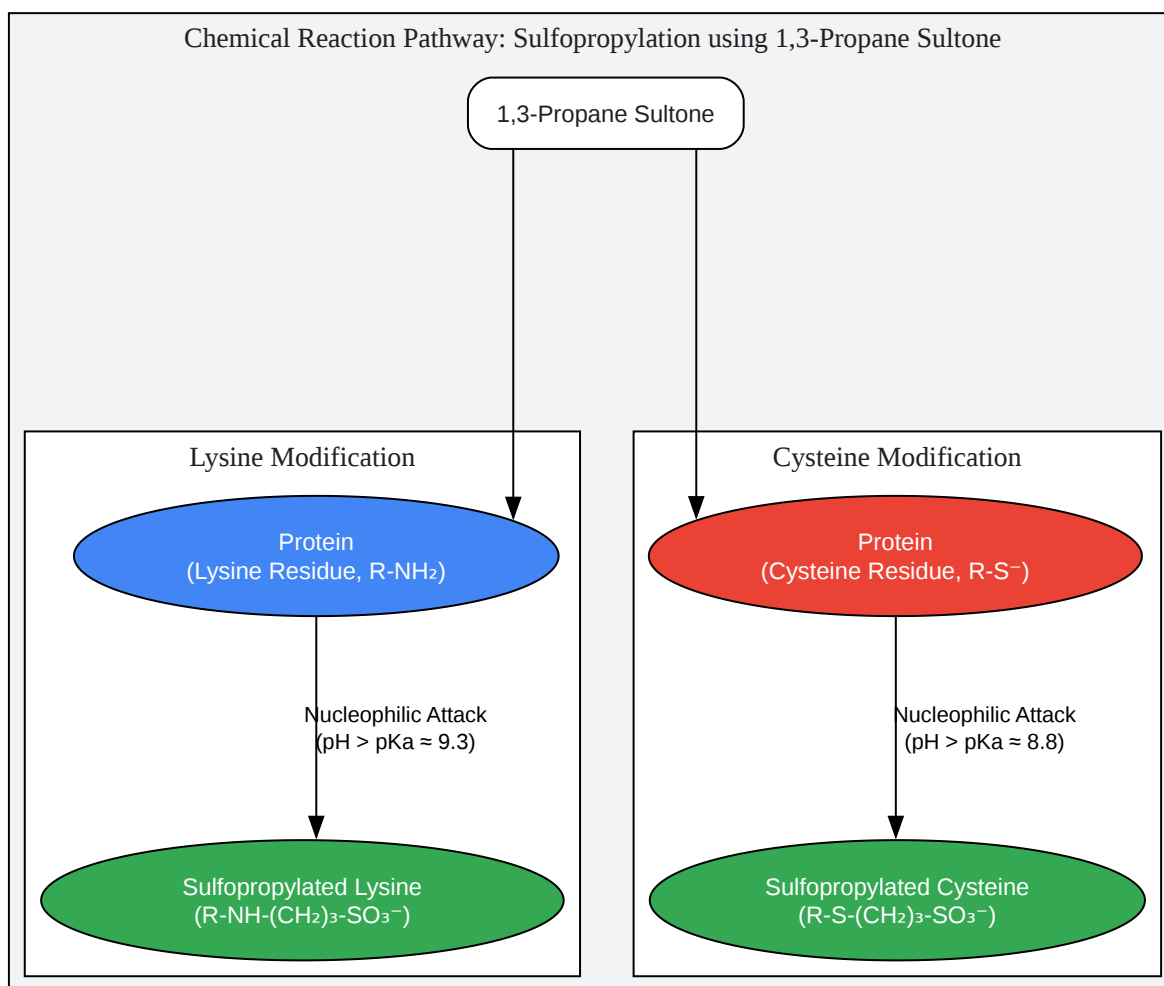 Chemical Reaction Pathway: Sulfopropylation using 1,3-Propane Sultone
1,3-Propane Sultone
Lysine Modification
Protein
(Lysine Residue, R-NH₂)
Nucleophilic Attack
(pH > pKa ≈ 9.3)
Sulfopropylated Lysine
(R-NH-(CH₂)₃-SO₃⁻)
Cysteine Modification
Protein
(Cysteine Residue, R-S⁻)
Nucleophilic Attack
(pH > pKa ≈ 8.8)
Sulfopropylated Cysteine
(R-S-(CH₂)₃-SO₃⁻)